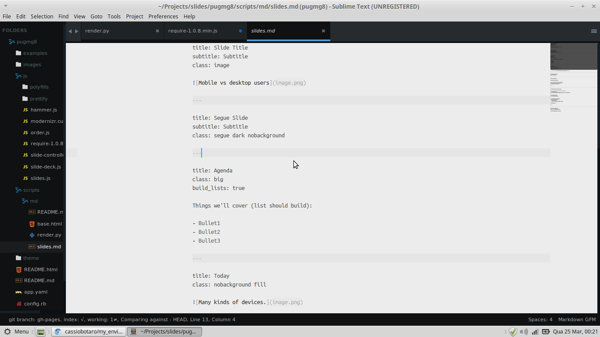 ~/Projects/slides/pugmg8/scripts/md/slides.md (pugmg8) - Sublime Text (UNREGISTERED)
File Edit Selection Find View Goto Tools Project Preferences Help
FOLDERS
pugmg8
examples
images
js
polyfills
prettify
hammer.js
modernizr.cu
order.js
require-1.0.8
slide-controll
slide-deck.js
slides.js
scripts
md
README.m
base.html
render.py
slides.md
theme
README.html
README.md
app.yaml
config.rb
render.py ×
require-1.0.8.min.js
slides.md ×
title: Slide Title
subtitle: Subtitle
class: image
![Mobile vs desktop users](image.png)
---
title: Segue Slide
subtitle: Subtitle
class: segue dark nobackground
---
title: Agenda
class: big
build_lists: true
Things we'll cover (list should build):
- Bullet1
- Bullet2
- Bullet3
---
title: Today
class: nobackground fill
![Many kinds of devices.](image.png)
git branch: gh-pages, index: ✓, working: 1≠, Comparing against : HEAD, Line 13, Column 4
Spaces: 4 Markdown GFM
Menu
cassiobotaro/my_envi...
~/Projects/slides/pug...
Qua 25 Mar, 00:21